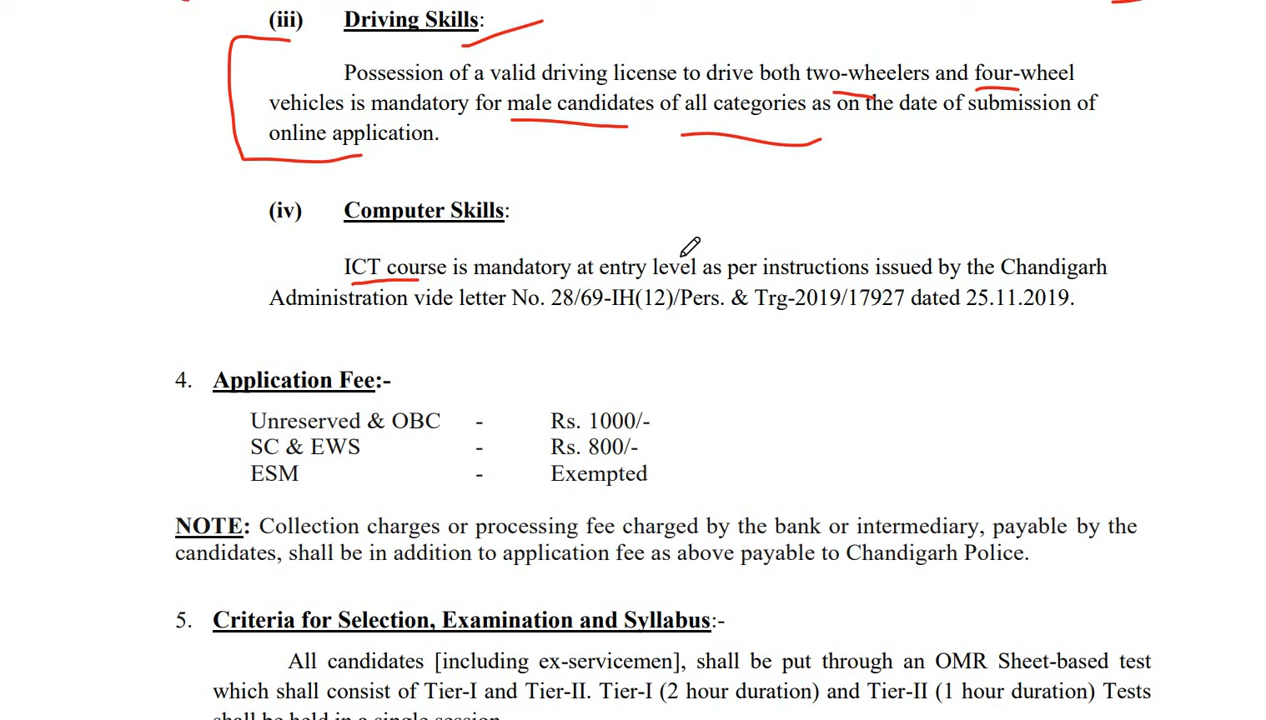 (iii) Driving Skills:
Possession of a valid driving license to drive both two-wheelers and four-wheel
vehicles is mandatory for male candidates of all categories as on the date of submission of
online application.
(iv) Computer Skills:
ICT course is mandatory at entry level as per instructions issued by the Chandigarh
Administration vide letter No. 28/69-IH(12)/Pers. & Trg-2019/17927 dated 25.11.2019.
4. Application Fee:-
Unreserved & OBC - Rs. 1000/-
SC & EWS - Rs. 800/-
ESM - Exempted
NOTE: Collection charges or processing fee charged by the bank or intermediary, payable by the
candidates, shall be in addition to application fee as above payable to Chandigarh Police.
5. Criteria for Selection, Examination and Syllabus:-
All candidates [including ex-servicemen], shall be put through an OMR Sheet-based test
which shall consist of Tier-I and Tier-II. Tier-I (2 hour duration) and Tier-II (1 hour duration) Tests
shall be held in a single session.